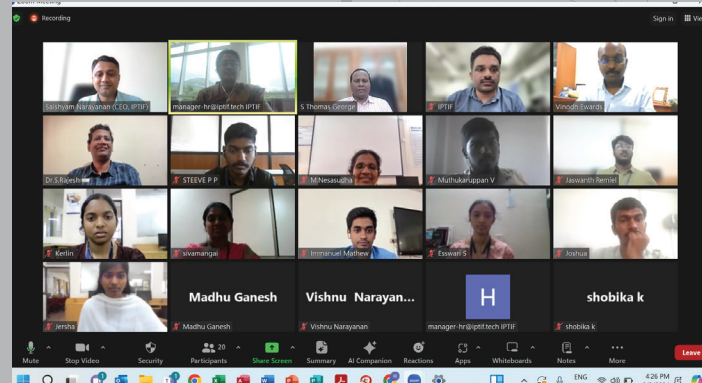 Zoom Meeting
Recording
Sign in
View
Saishyam Narayanan (CEO, IPTIF)
manager-hr@iptif.tech IPTIF
S Thomas George
IPTIF
Vinodh Ewards
Dr.S.Rajesh
STEEVE P P
M.Nesasudha
Muthukaruppan V
Jaswanth Remiel
Kerlin
sivamangai
Immanuel Mathew
Esswari S
Joshua
Jersha
Madhu Ganesh
Madhu Ganesh
Vishnu Narayan...
Vishnu Narayanan
H
manager-hr@iptif.tech IPTIF
shobika k
shobika k
Mute
Stop Video
Security
20
Participants
Share Screen
Summary
AI Companion
Reactions
Apps
Whiteboards
Notes
More
Leave
ENG
4:26 PM